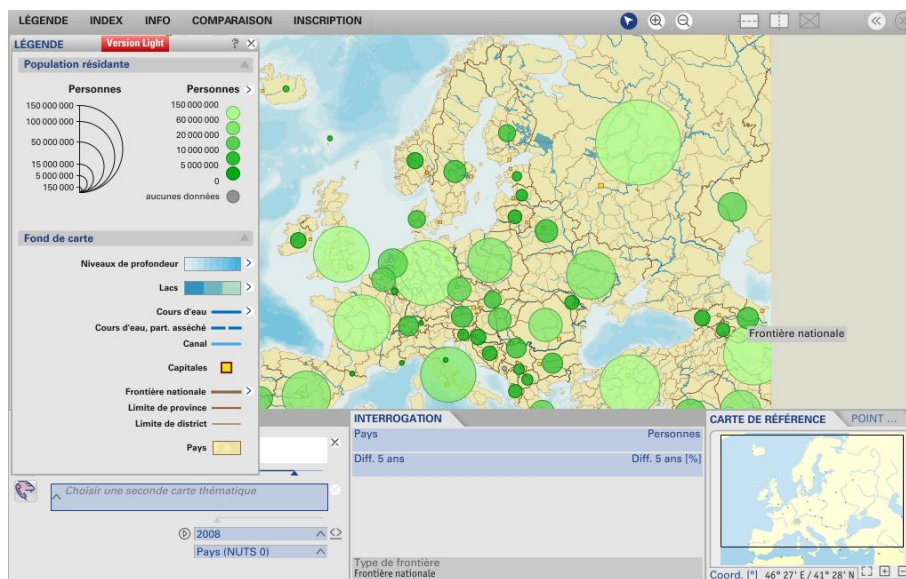 LÉGENDE INDEX INFO COMPARAISON INSCRIPTION
LÉGENDE Version Light ? ×
Population résidante
Personnes
150 000 000
100 000 000
50 000 000
15 000 000
5 000 000
150 000
Personnes
150 000 000
60 000 000
20 000 000
10 000 000
5 000 000
0
aucunes données
Fond de carte
Niveaux de profondeur
Lacs
Cours d'eau
Cours d'eau, part. asséché
Canal
Capitales
Frontière nationale
Limite de province
Limite de district
Pays
Frontière nationale
Choisir une seconde carte thématique
2008
Pays (NUTS 0)
INTERROGATION
Pays Personnes
Diff. 5 ans Diff. 5 ans [%]
Type de frontière
Frontière nationale
CARTE DE RÉFÉRENCE POINT ...
Coord. [°] 46° 27' E / 41° 28' N